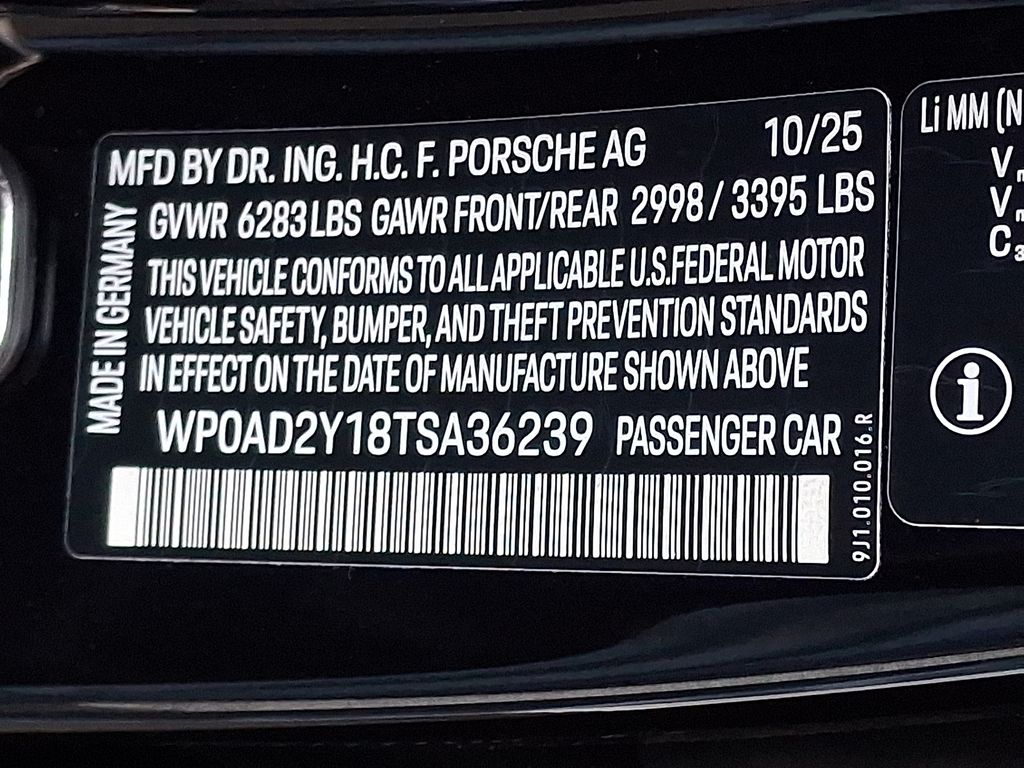 MFD BY DR. ING. H.C. F. PORSCHE AG 10/25
GVWR 6283 LBS GAWR FRONT/REAR 2998 / 3395 LBS
THIS VEHICLE CONFORMS TO ALL APPLICABLE U.S. FEDERAL MOTOR
VEHICLE SAFETY, BUMPER, AND THEFT PREVENTION STANDARDS
IN EFFECT ON THE DATE OF MANUFACTURE SHOWN ABOVE
WP0AD2Y18TSA36239 PASSENGER CAR
MADE IN GERMANY
9J1.010.016.R
Li MM (N
V
V
C₃
i